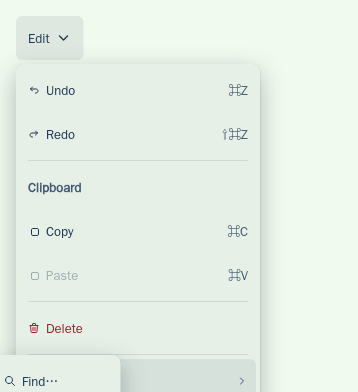 Edit
Undo ⌘Z
Redo ⇧⌘Z
Clipboard
Copy ⌘C
Paste ⌘V
Delete
Find…